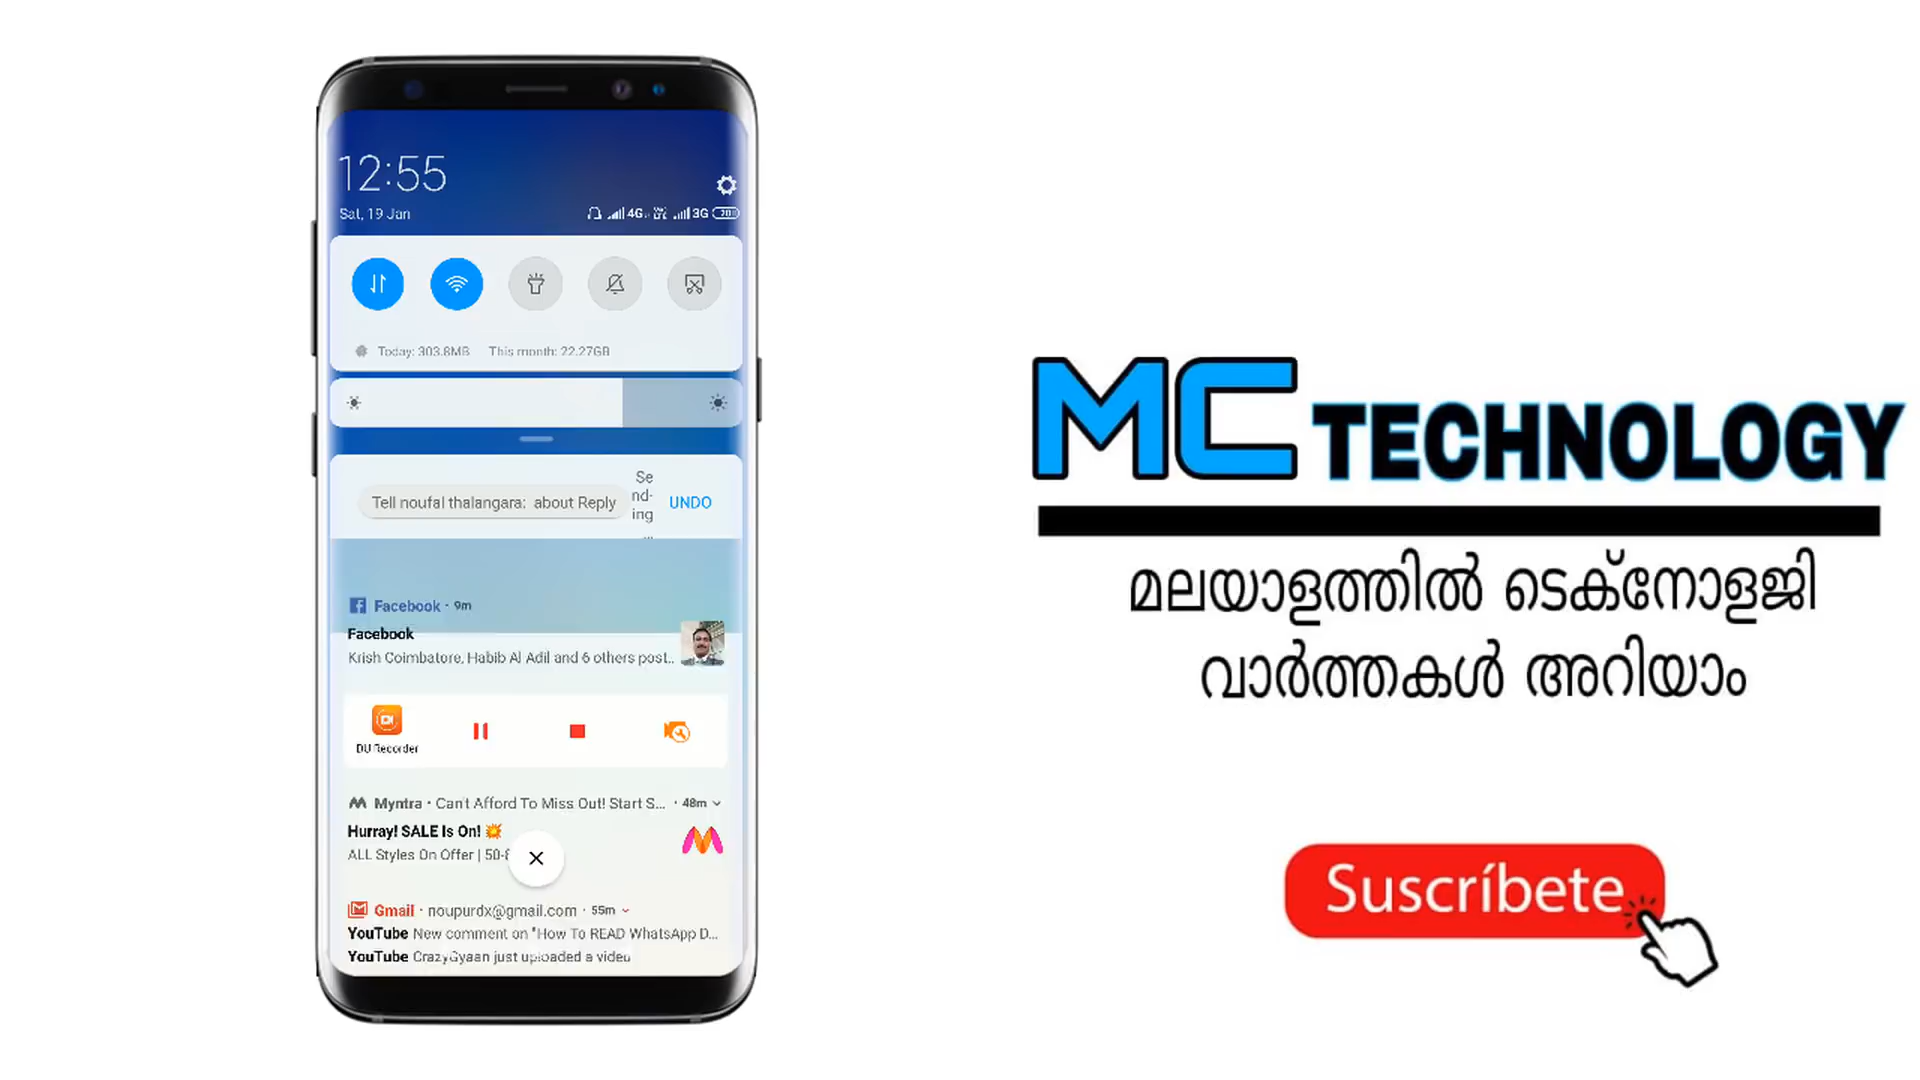 12:55
Sat, 19 Jan
4G
3G
Today: 303.8MB This month: 22.27GB
Tell noufal thalangara: about Reply
Se
nd-
ing
...
UNDO
Facebook · 9m
Facebook
Krish Coimbatore, Habib Al Adil and 6 others post..
DU Recorder
Myntra · Can't Afford To Miss Out! Start S... · 48m
Hurray! SALE Is On! 💥
ALL Styles On Offer | 50-
Gmail · noupurdx@gmail.com · 55m
YouTube New comment on "How To READ WhatsApp D...
YouTube CrazyGyaan just uploaded a video
MC TECHNOLOGY
മലയാളത്തിൽ ടെക്നോളജി
വാർത്തകൾ അറിയാം
Suscríbete